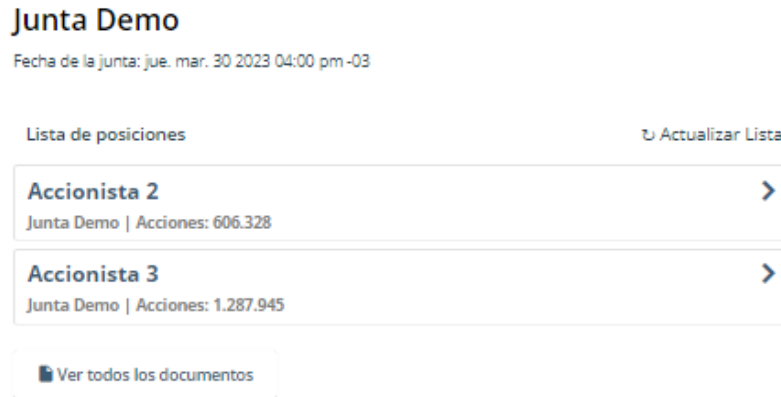 Junta Demo
Fecha de la junta: jue. mar. 30 2023 04:00 pm -03
Lista de posiciones
Actualizar Lista
Accionista 2
Junta Demo | Acciones: 606.328
Accionista 3
Junta Demo | Acciones: 1.287.945
Ver todos los documentos